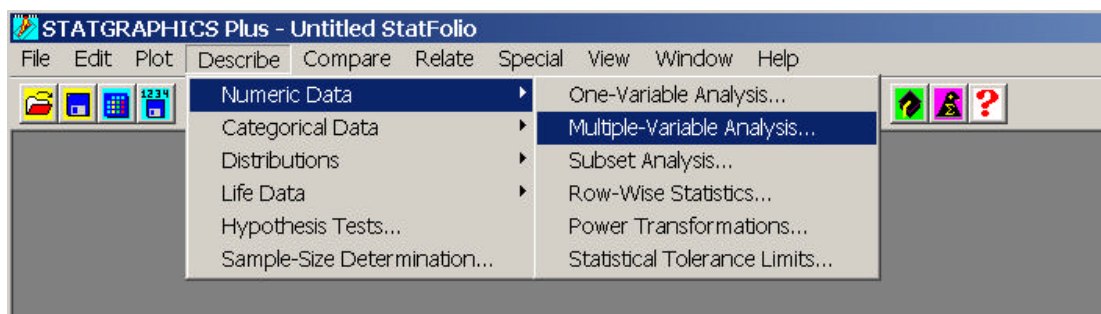 STATGRAPHICS Plus - Untitled StatFolio
File Edit Plot Describe Compare Relate Special View Window Help
1234
?
Numeric Data
Categorical Data
Distributions
Life Data
Hypothesis Tests...
Sample-Size Determination...
One-Variable Analysis...
Multiple-Variable Analysis...
Subset Analysis...
Row-Wise Statistics...
Power Transformations...
Statistical Tolerance Limits...